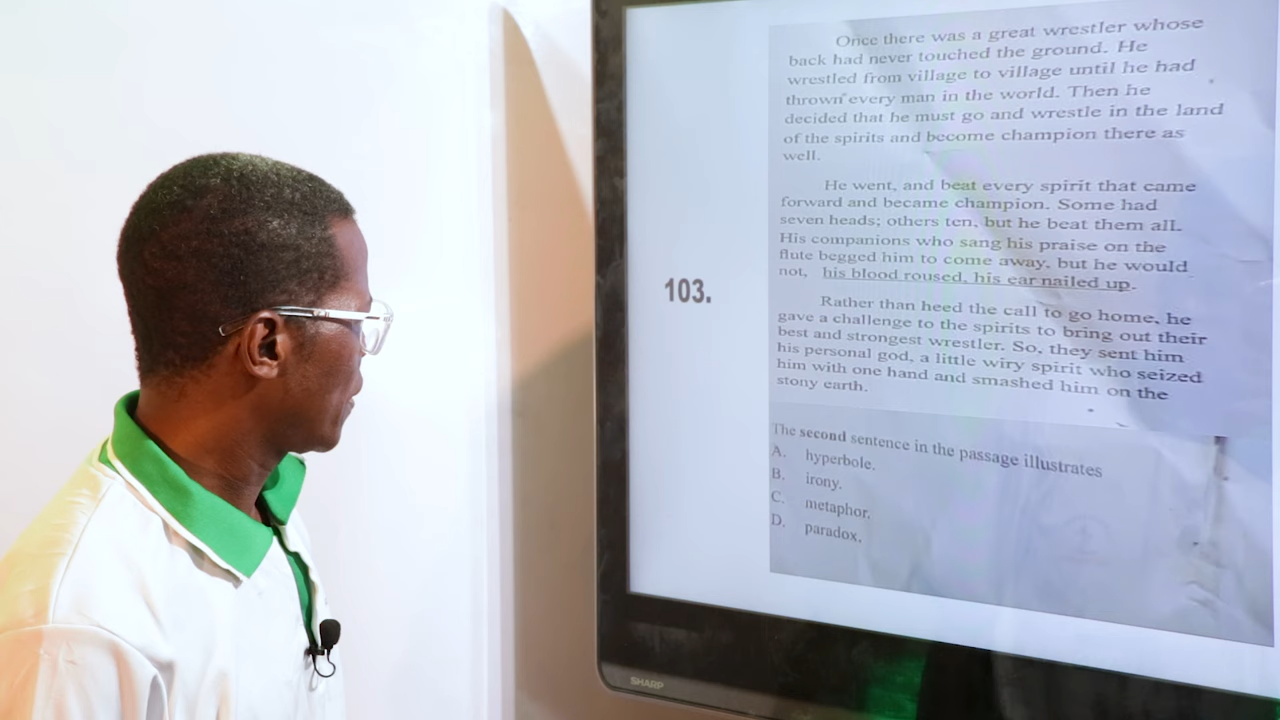 Once there was a great wrestler whose
back had never touched the ground. He
wrestled from village to village until he had
thrown every man in the world. Then he
decided that he must go and wrestle in the land
of the spirits and become champion there as
well.
He went, and beat every spirit that came
forward and became champion. Some had
seven heads; others ten, but he beat them all.
His companions who sang his praise on the
flute begged him to come away, but he would
not, his blood roused, his ear nailed up.
103.
Rather than heed the call to go home, he
gave a challenge to the spirits to bring out their
best and strongest wrestler. So, they sent him
his personal god, a little wiry spirit who seized
him with one hand and smashed him on the
stony earth.
The second sentence in the passage illustrates
A. hyperbole.
B. irony.
C. metaphor.
D. paradox.
SHARP